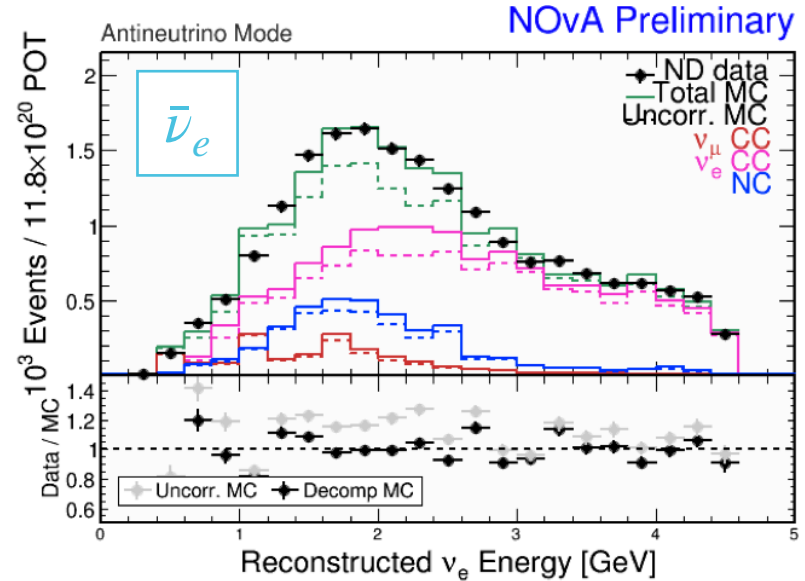 NOvA Preliminary
Antineutrino Mode
10³ Events / 11.8×10²⁰ POT
2
1.5
1
0.5
ν̄ₑ
ND data
Total MC
Uncorr. MC
ν_μ CC
νₑ CC
NC
Data / MC
1.4
1.2
1
0.8
0.6
Uncorr. MC
Decomp MC
0 1 2 3 4 5
Reconstructed νₑ Energy [GeV]